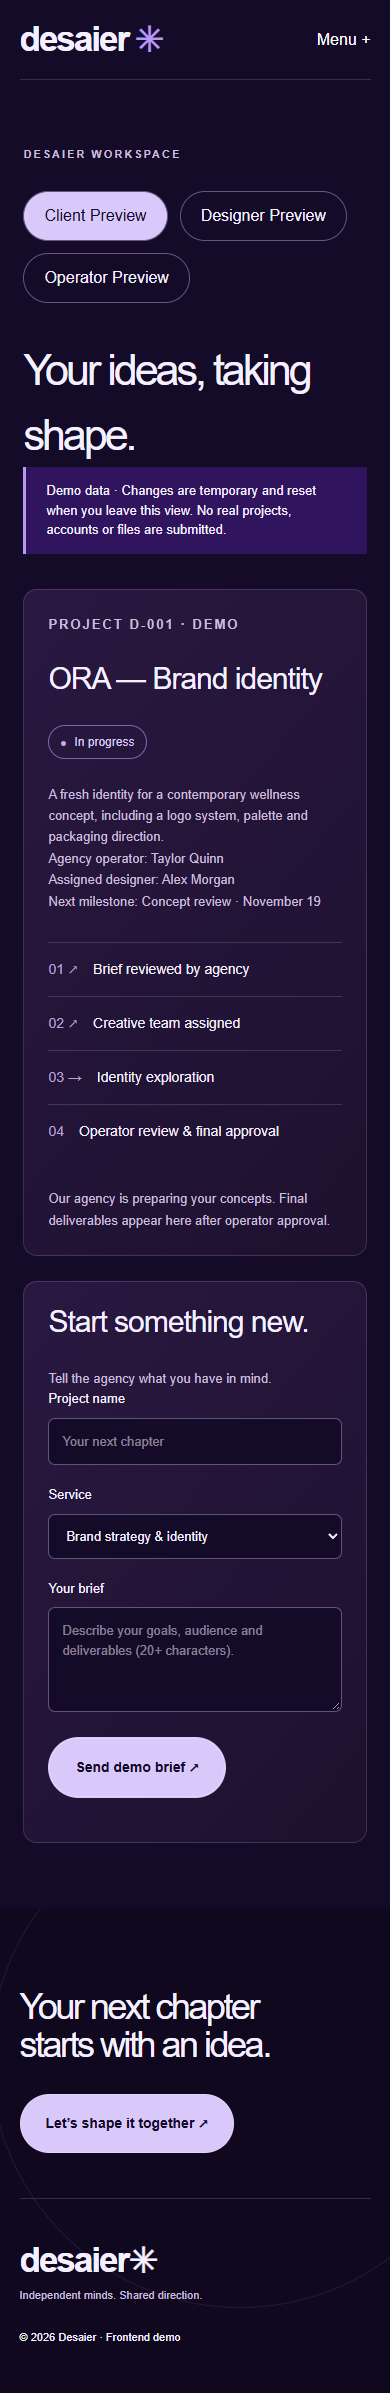 desaier ✳
Menu +
DESAIER WORKSPACE
Client Preview
Designer Preview
Operator Preview
Your ideas, taking
shape.
Demo data · Changes are temporary and reset
when you leave this view. No real projects,
accounts or files are submitted.
PROJECT D-001 · DEMO
ORA — Brand identity
In progress
A fresh identity for a contemporary wellness
concept, including a logo system, palette and
packaging direction.
Agency operator: Taylor Quinn
Assigned designer: Alex Morgan
Next milestone: Concept review · November 19
01 ↗ Brief reviewed by agency
02 ↗ Creative team assigned
03 → Identity exploration
04 Operator review & final approval
Our agency is preparing your concepts. Final
deliverables appear here after operator approval.
Start something new.
Tell the agency what you have in mind.
Project name
Your next chapter
Service
Brand strategy & identity
Your brief
Describe your goals, audience and
deliverables (20+ characters).
Send demo brief ↗
Your next chapter
starts with an idea.
Let's shape it together ↗
desaier✳
Independent minds. Shared direction.
© 2026 Desaier · Frontend demo